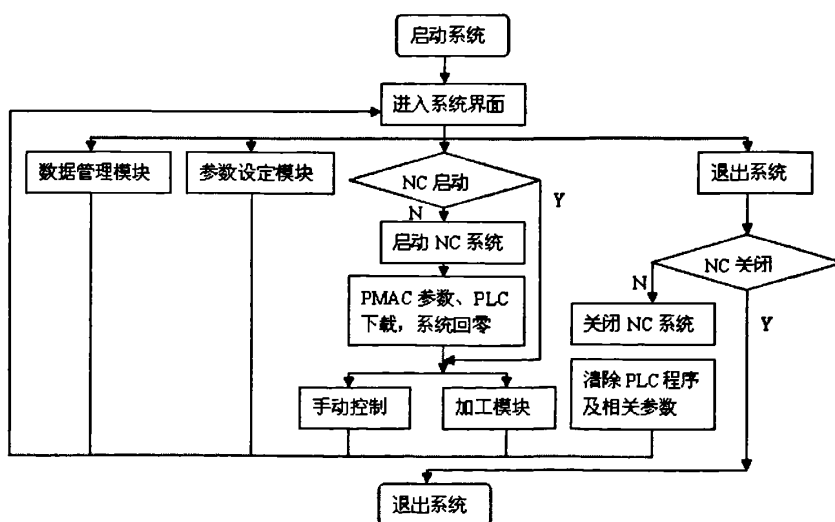 启动系统
进入系统界面
数据管理模块
参数设定模块
NC 启动
退出系统
Y
N
启动 NC 系统
NC 关闭
PMAC 参数、PLC
下载，系统回零
N
Y
关闭 NC 系统
手动控制
加工模块
清除 PLC 程序
及相关参数
退出系统